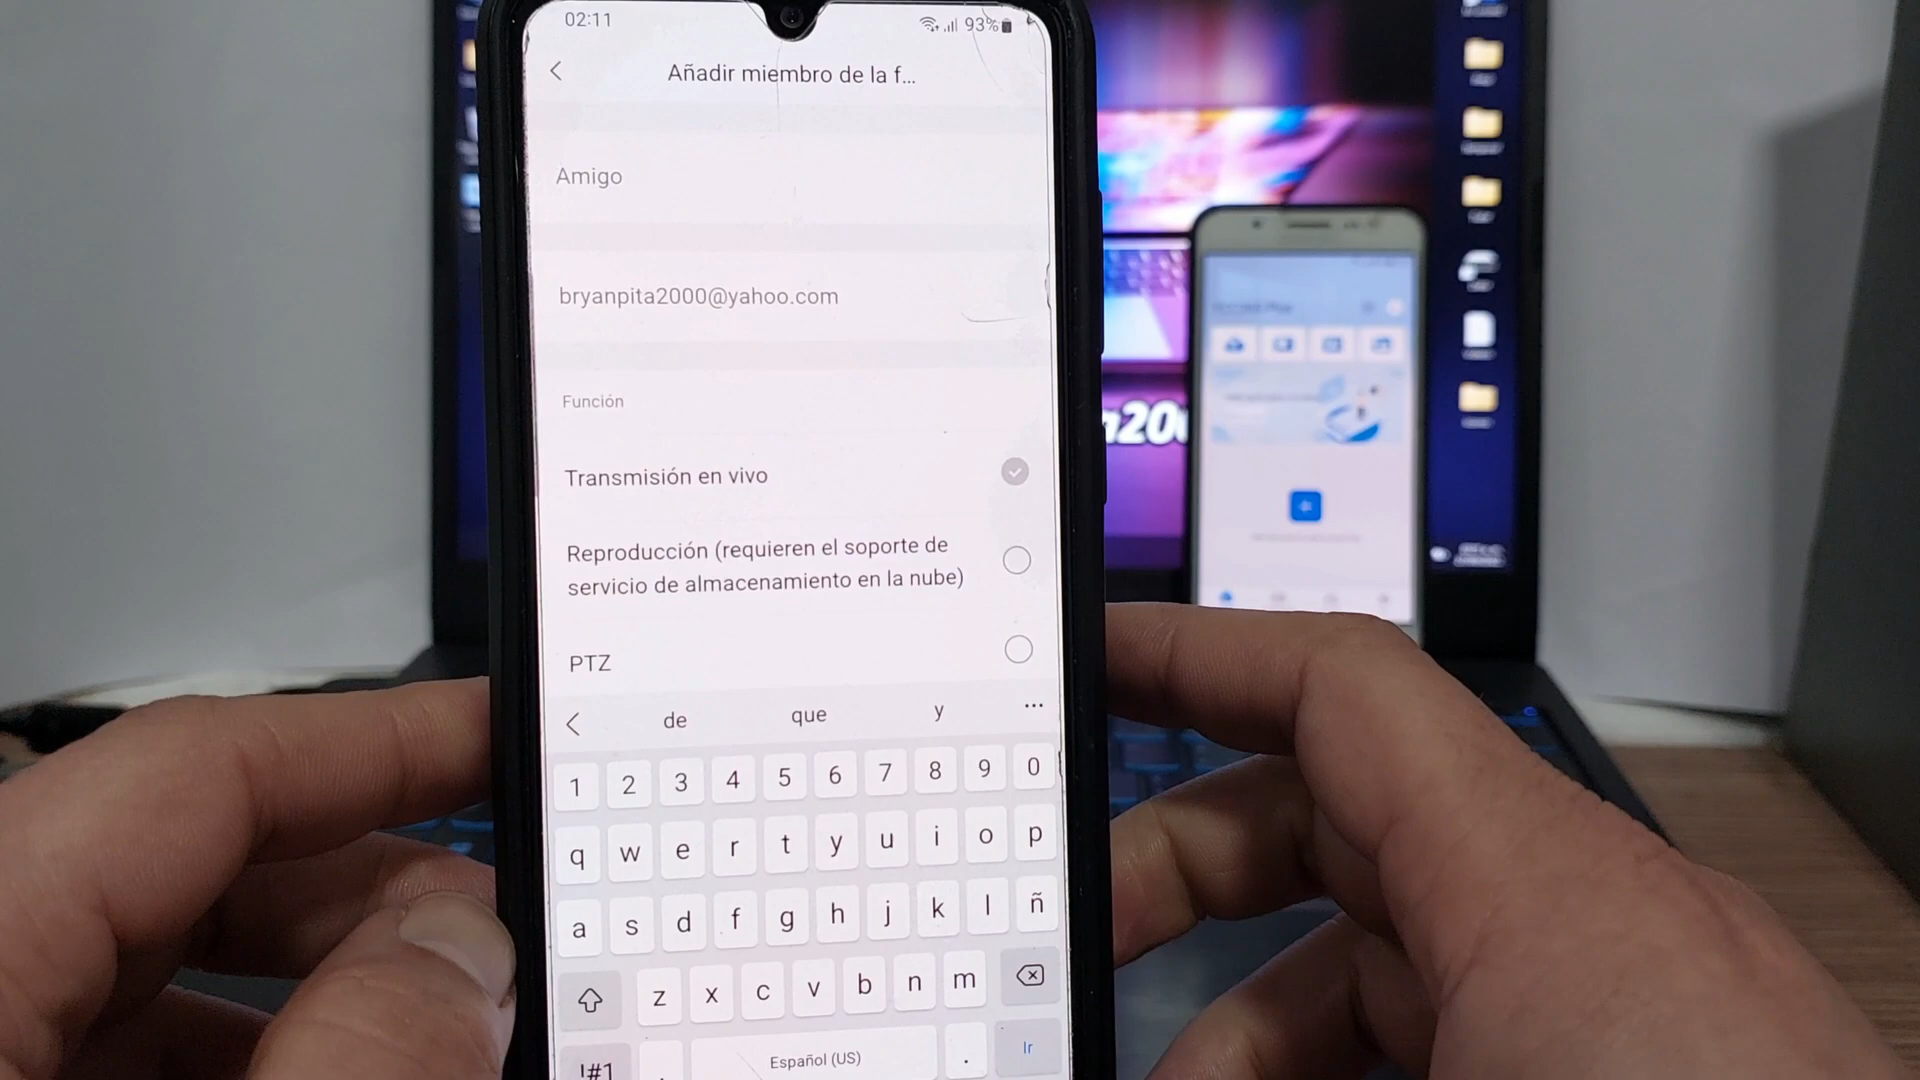 02:11
93%
Añadir miembro de la f...
Amigo
bryanpita2000@yahoo.com
Función
Transmisión en vivo
Reproducción (requieren el soporte de
servicio de almacenamiento en la nube)
PTZ
de que y ...
1 2 3 4 5 6 7 8 9 0
q w e r t y u i o p
a s d f g h j k l ñ
z x c v b n m
!#1 , Español (US) . Ir